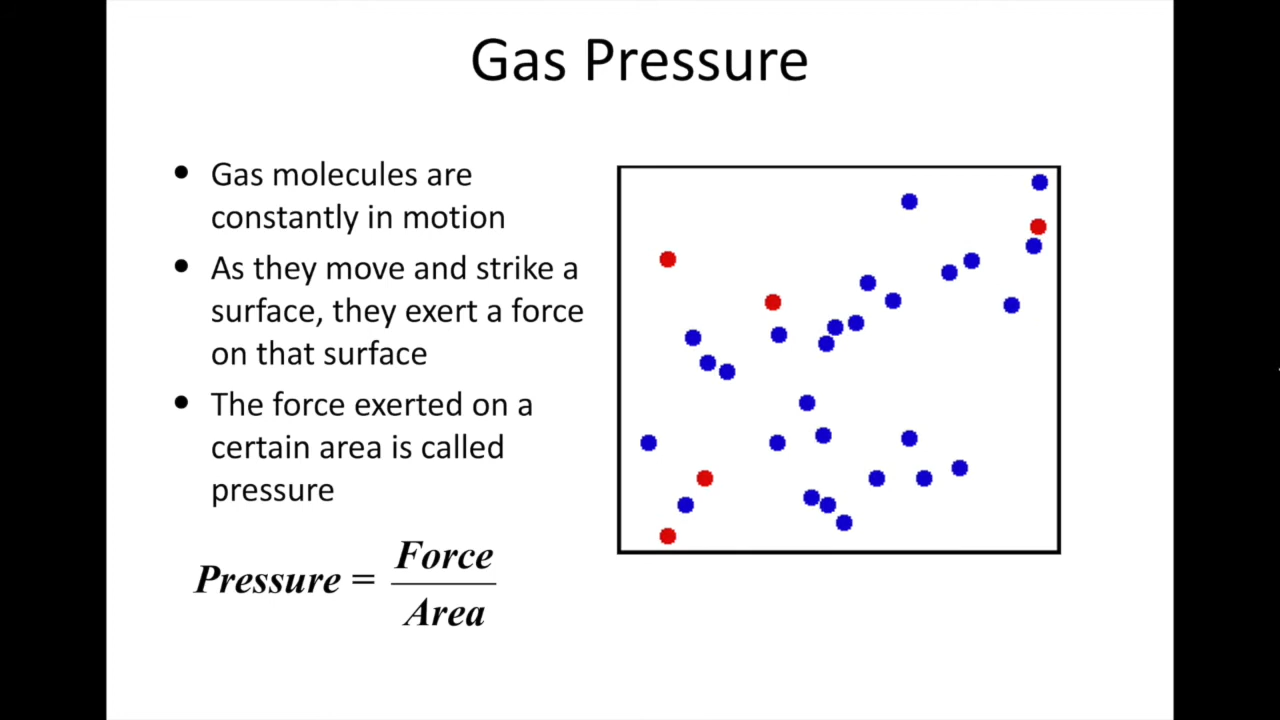 Gas Pressure
• Gas molecules are
constantly in motion
• As they move and strike a
surface, they exert a force
on that surface
• The force exerted on a
certain area is called
pressure
Pressure = Force / Area